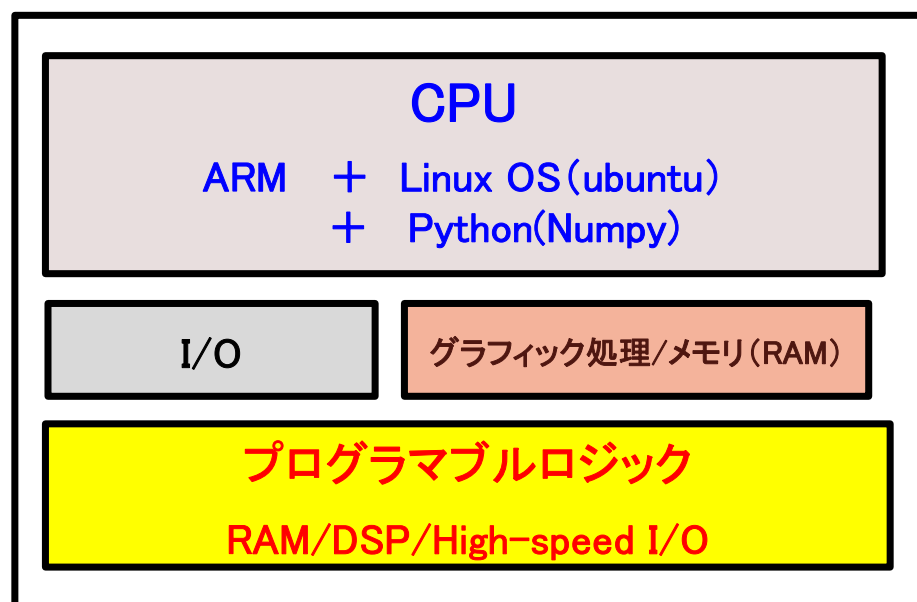 CPU
ARM + Linux OS(ubuntu)
+ Python(Numpy)
I/O
グラフィック処理/メモリ(RAM)
プログラマブルロジック
RAM/DSP/High-speed I/O